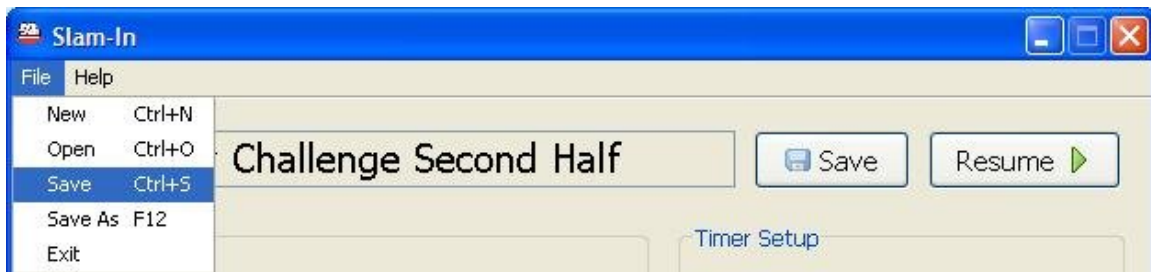 Slam-In
File Help
New Ctrl+N
Open Ctrl+O
Save Ctrl+S
Save As F12
Exit
Challenge Second Half
Save
Resume
Timer Setup